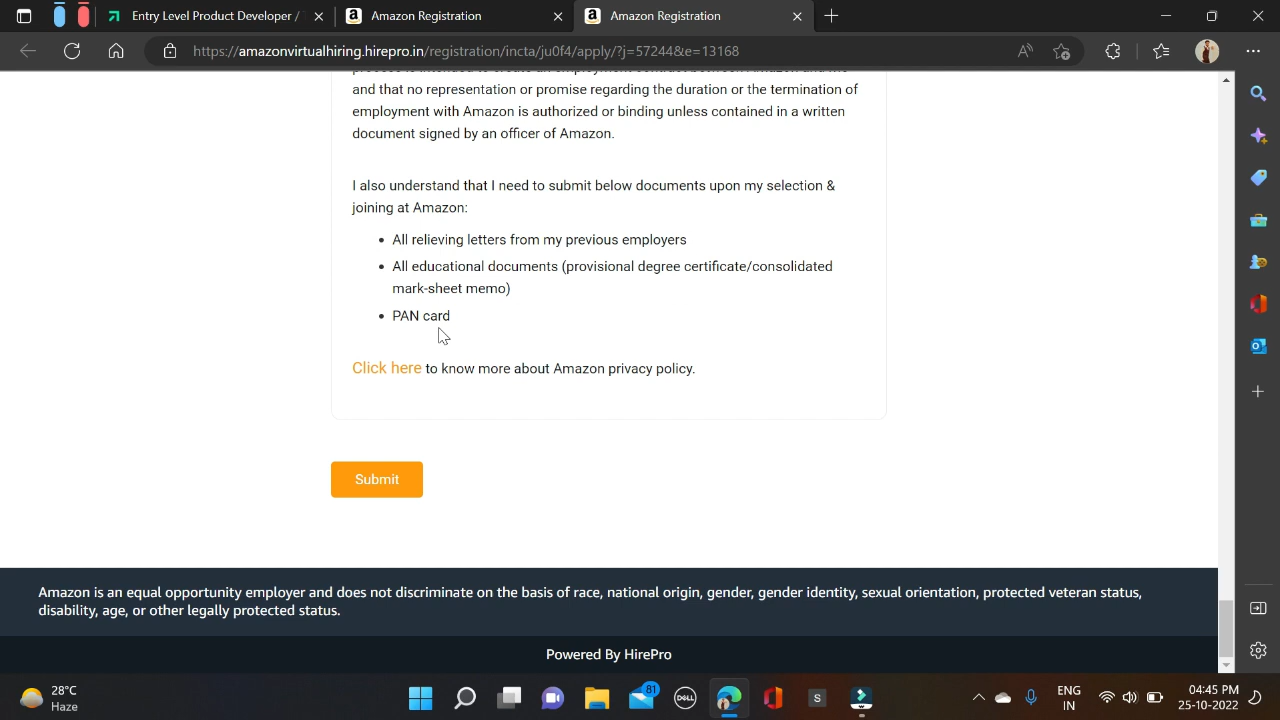 Entry Level Product Developer /
Amazon Registration
Amazon Registration
https://amazonvirtualhiring.hirepro.in/registration/incta/ju0f4/apply/?j=57244&e=13168
and that no representation or promise regarding the duration or the termination of
employment with Amazon is authorized or binding unless contained in a written
document signed by an officer of Amazon.
I also understand that I need to submit below documents upon my selection &
joining at Amazon:
• All relieving letters from my previous employers
• All educational documents (provisional degree certificate/consolidated
mark-sheet memo)
• PAN card
Click here to know more about Amazon privacy policy.
Submit
Amazon is an equal opportunity employer and does not discriminate on the basis of race, national origin, gender, gender identity, sexual orientation, protected veteran status,
disability, age, or other legally protected status.
Powered By HirePro
28°C
Haze
81
DELL
S
ENG
IN
04:45 PM
25-10-2022